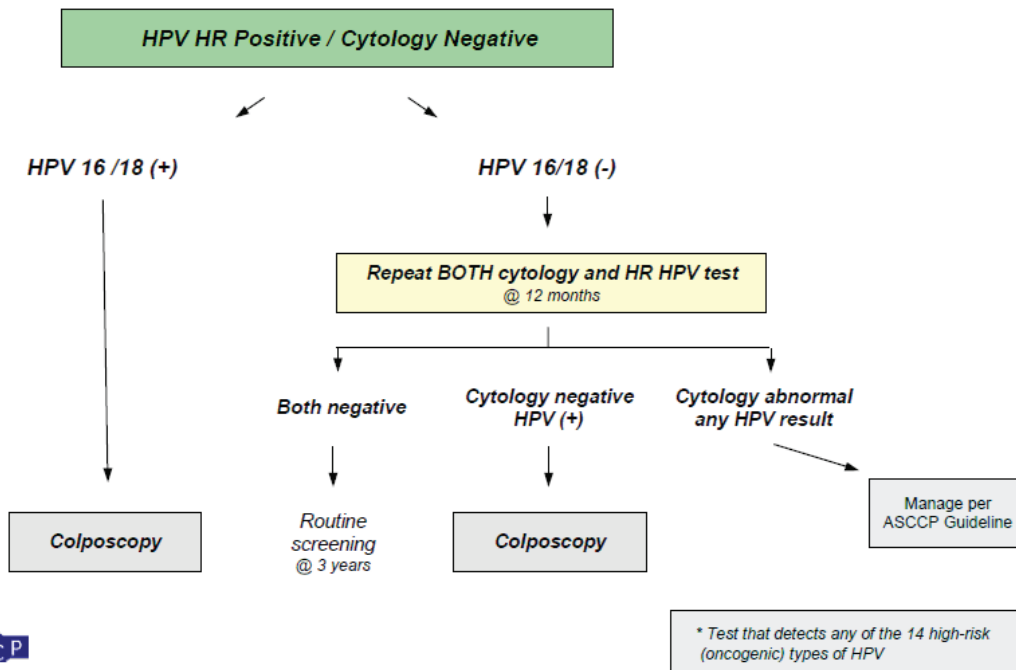 HPV HR Positive / Cytology Negative
HPV 16 /18 (+)
HPV 16/18 (-)
Repeat BOTH cytology and HR HPV test
@ 12 months
Both negative
Cytology negative
HPV (+)
Cytology abnormal
any HPV result
Colposcopy
Routine
screening
@ 3 years
Colposcopy
Manage per
ASCCP Guideline
* Test that detects any of the 14 high-risk
(oncogenic) types of HPV
P